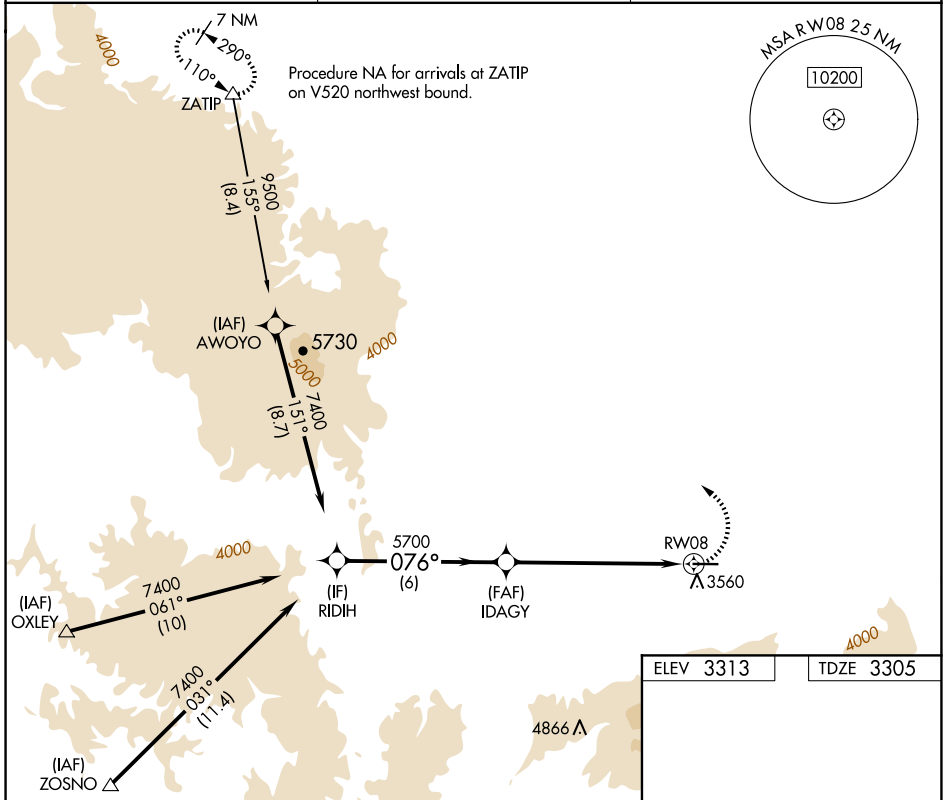 7 NM
290°
110°
ZATIP
4000
Procedure NA for arrivals at ZATIP
on V520 northwest bound.
MSA RW08 25 NM
10200
9500
155°
(8.4)
(IAF)
AWOYO
5730
5000
4000
7400
151°
(8.7)
4000
5700
076°
(6)
RW08
3560
(IF)
RIDIH
(FAF)
IDAGY
(IAF)
OXLEY
7400
061°
(10)
7400
031°
(11.4)
(IAF)
ZOSNO
4866
4000
ELEV 3313
TDZE 3305